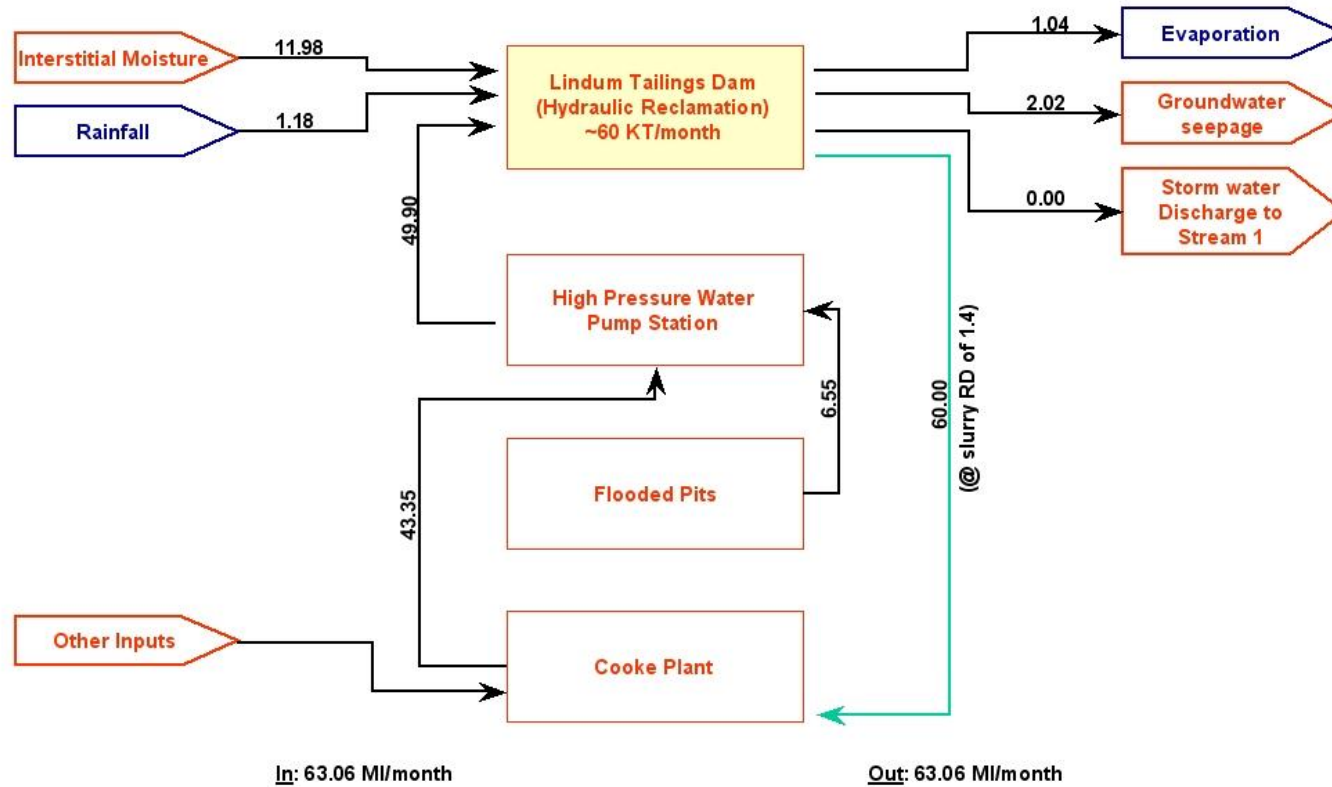 Interstitial Moisture
11.98
Rainfall
1.18
Lindum Tailings Dam
(Hydraulic Reclamation)
~60 KT/month
1.04
Evaporation
2.02
Groundwater
seepage
0.00
Storm water
Discharge to
Stream 1
49.90
High Pressure Water
Pump Station
6.55
60.00
(@ slurry RD of 1.4)
43.35
Flooded Pits
Other Inputs
Cooke Plant
In: 63.06 Ml/month
Out: 63.06 Ml/month